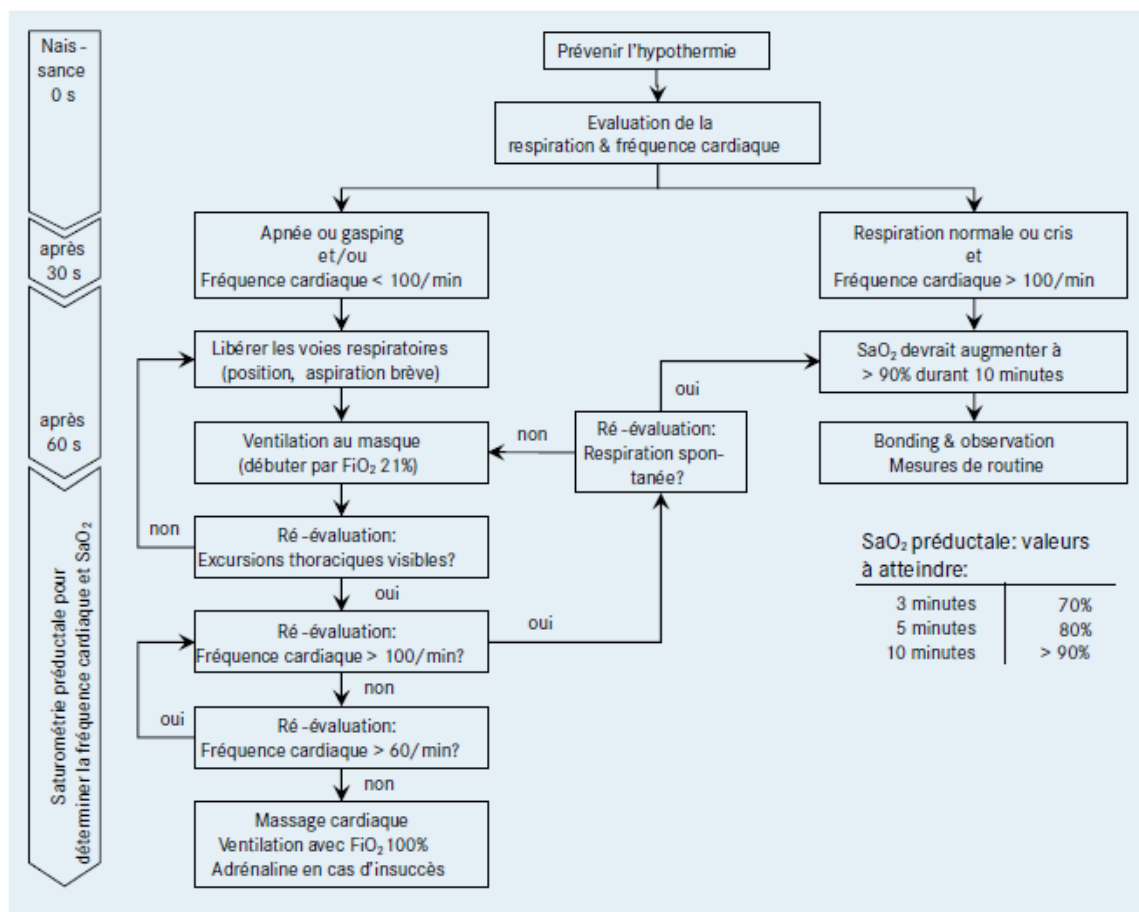 Nais -
sance
0 s
Prévenir l'hypothermie
Evaluation de la
respiration & fréquence cardiaque
après
30 s
Apnée ou gasping
et/ou
Fréquence cardiaque < 100/min
Respiration normale ou cris
et
Fréquence cardiaque > 100/min
Libérer les voies respiratoires
(position, aspiration brève)
SaO₂ devrait augmenter à
> 90% durant 10 minutes
oui
après
60 s
Ventilation au masque
(débuter par FiO₂ 21%)
non
Ré -évaluation:
Respiration spon-
tanée?
Bonding & observation
Mesures de routine
Saturométrie préductale pour
déterminer la fréquence cardiaque et SaO₂
non
Ré -évaluation:
Excursions thoraciques visibles?
oui
Ré -évaluation:
Fréquence cardiaque > 100/min?
oui
non
oui
Ré -évaluation:
Fréquence cardiaque > 60/min?
non
Massage cardiaque
Ventilation avec FiO₂ 100%
Adrénaline en cas d'insuccès
SaO₂ préductale: valeurs
à atteindre:
3 minutes 70%
5 minutes 80%
10 minutes > 90%